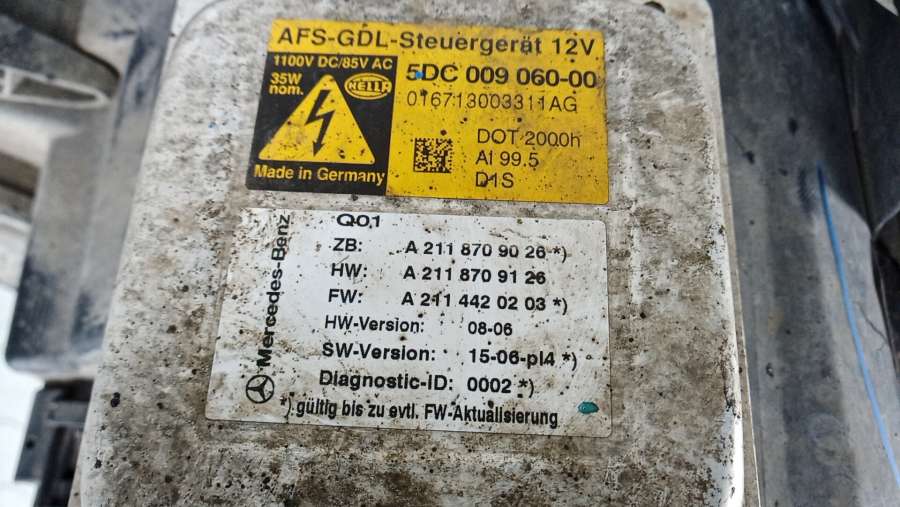 AFS-GDL-Steuergerät 12V
1100V DC/85V AC
35W
nom.
HELLA
Made in Germany
5DC 009 060-00
016713003311AG
DOT 2000h
Al 99.5
D1S
Mercedes-Benz
Q01
ZB: A 211 870 90 26 *)
HW: A 211 870 91 26
FW: A 211 442 02 03 *)
HW-Version: 08-06
SW-Version: 15-06-pl4 *)
Diagnostic-ID: 0002 *)
*) gültig bis zu evtl. FW-Aktualisierung